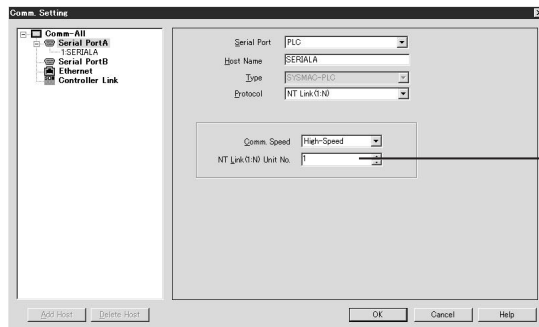 Comm. Setting
Comm-All
Serial PortA
1:SERIALA
Serial PortB
Ethernet
Controller Link
Serial Port PLC
Host Name SERIALA
Type SYSMAC-PLC
Protocol NT Link(1:N)
Comm. Speed High-Speed
NT Link(1:N) Unit No. 1
Add Host Delete Host OK Cancel Help